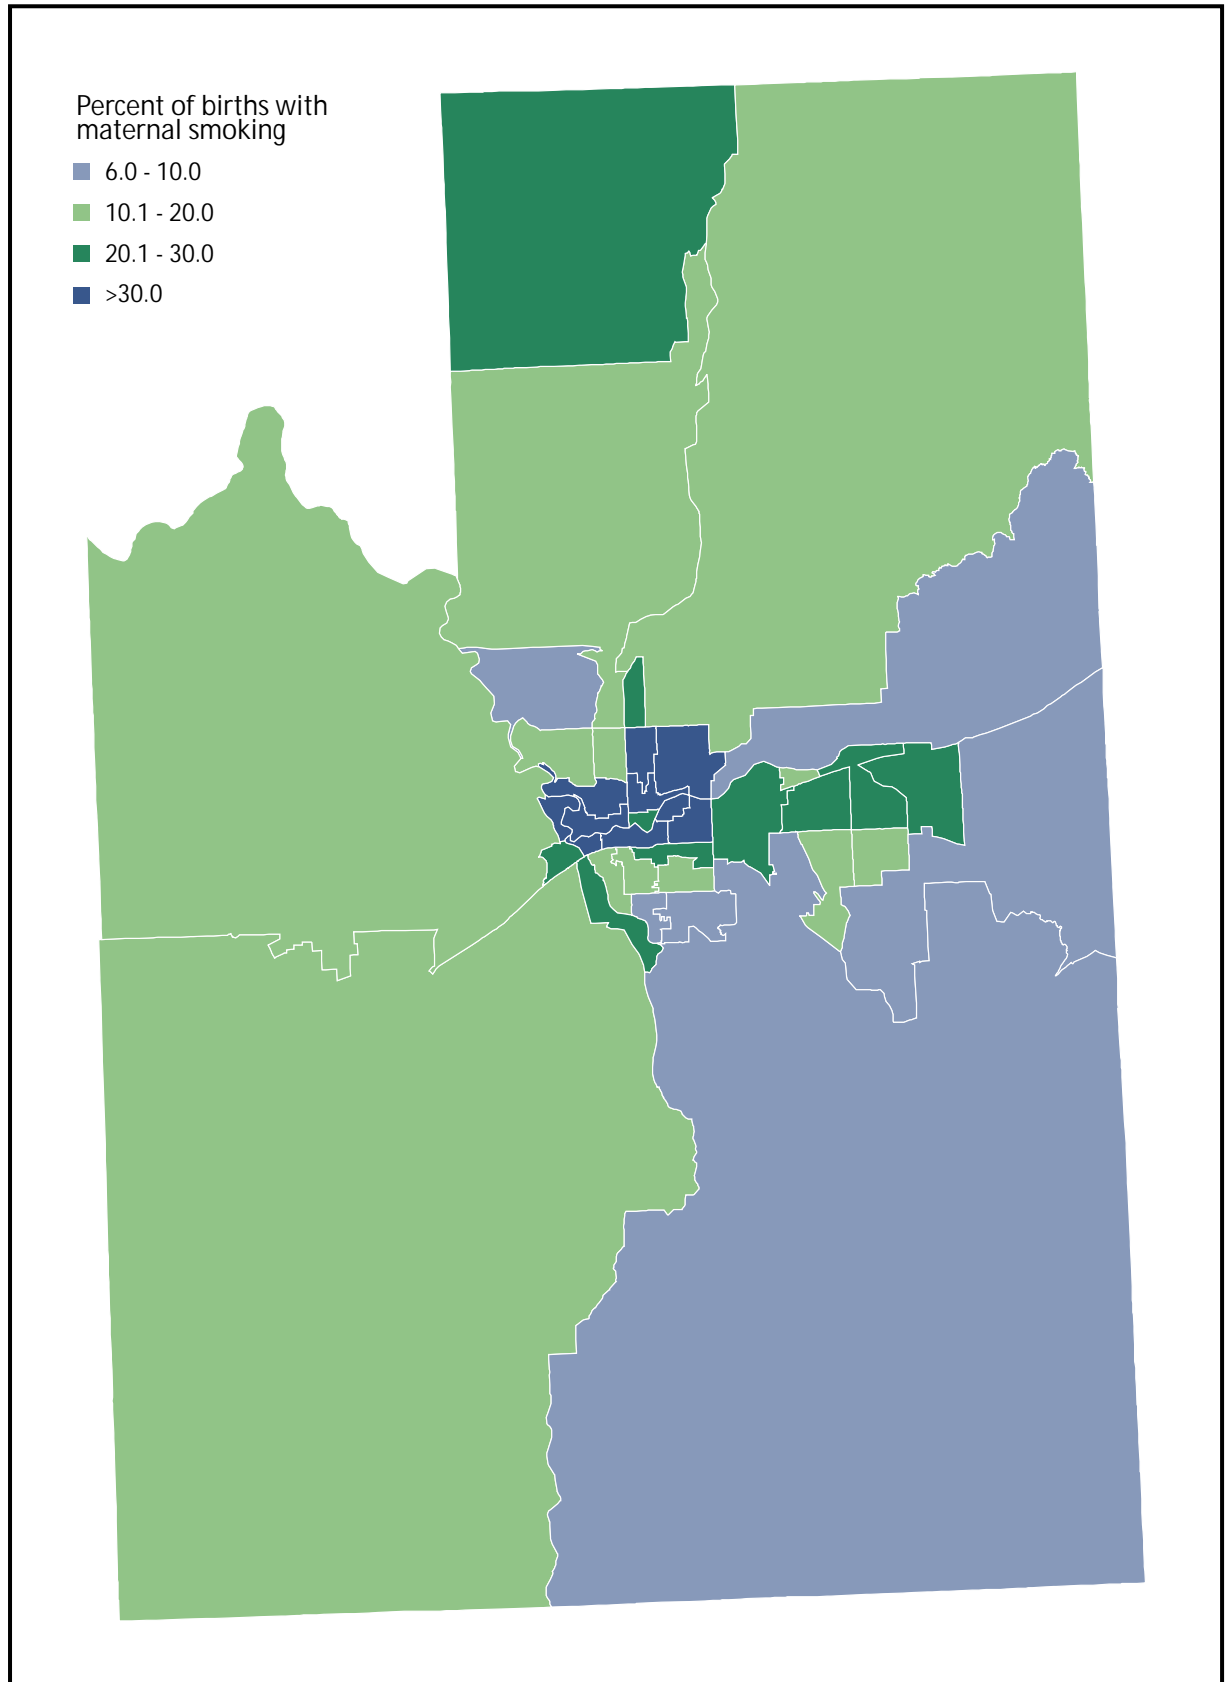 Percent of births with
maternal smoking
6.0 - 10.0
10.1 - 20.0
20.1 - 30.0
>30.0